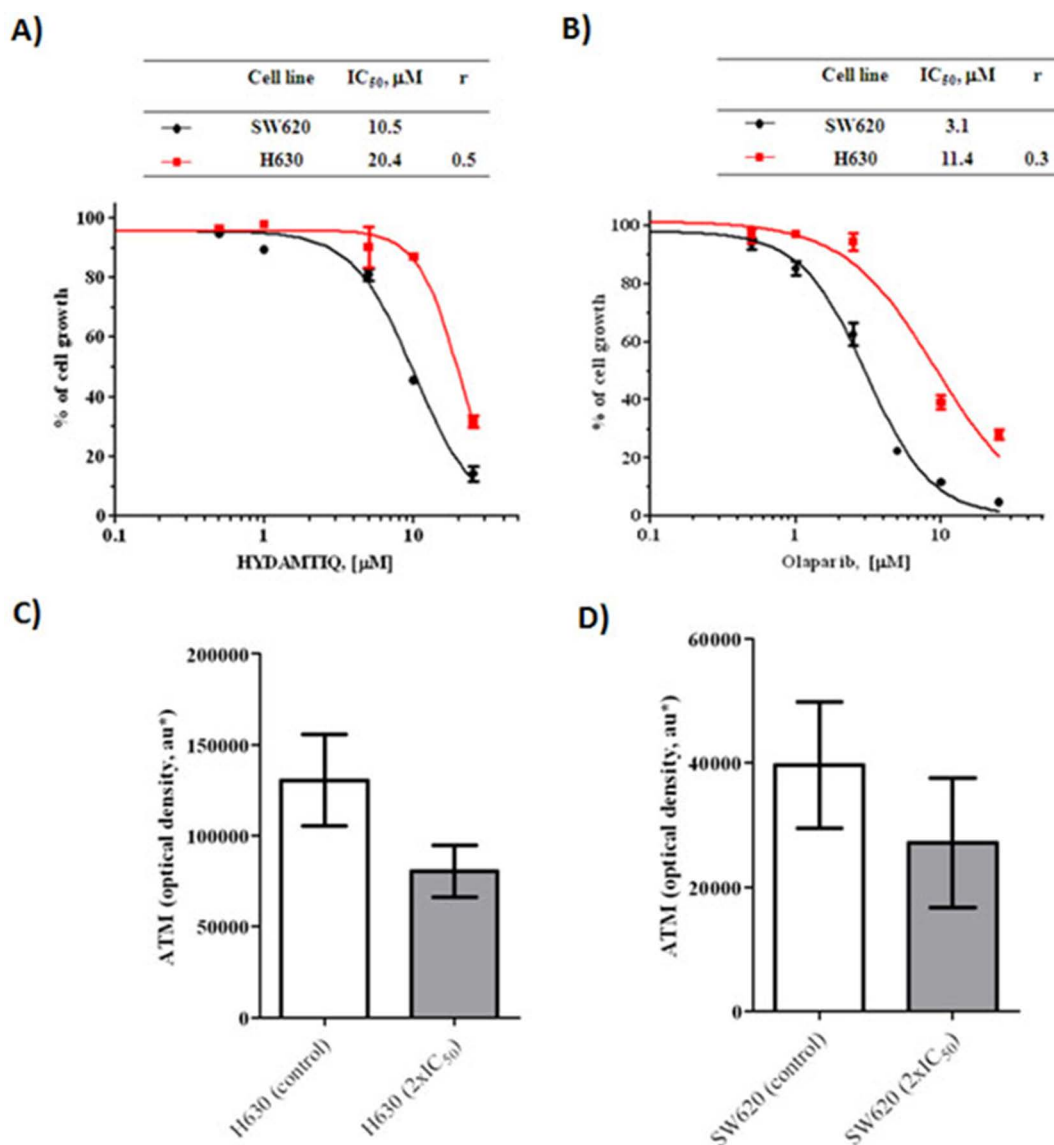 A)
Cell line IC₅₀, µM r
SW620 10.5
H630 20.4 0.5
100
80
60
40
20
0
0.1 1 10
% of cell growth
HYDAMTIQ, [µM]
B)
Cell line IC₅₀, µM r
SW620 3.1
H630 11.4 0.3
100
80
60
40
20
0
0.1 1 10
% of cell growth
Olaparib, [µM]
C)
200000
150000
100000
50000
0
ATM (optical density, au*)
H630 (control)
H630 (2xIC₅₀)
D)
60000
40000
20000
0
ATM (optical density, au*)
SW620 (control)
SW620 (2xIC₅₀)